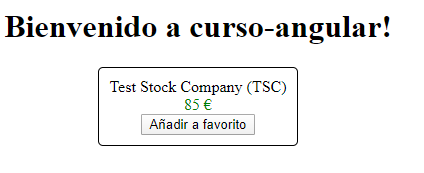 Bienvenido a curso-angular!
Test Stock Company (TSC)
85 €
Añadir a favorito